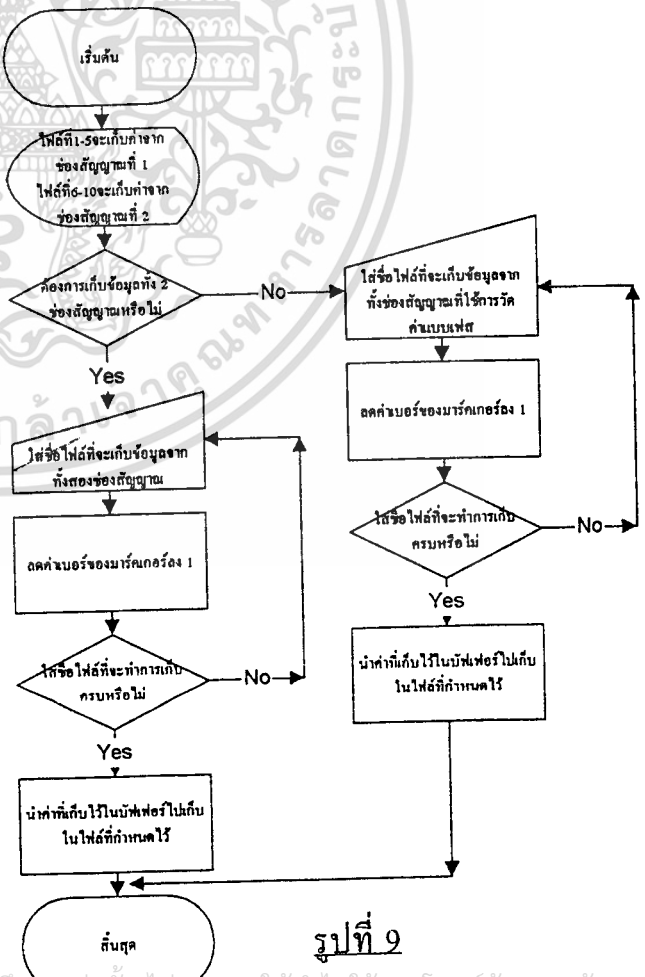 เริ่มต้น
ไฟล์ที่1-5จะเก็บค่าจาก
ช่องสัญญาณที่ 1
ไฟล์ที่6-10จะเก็บค่าจาก
ช่องสัญญาณที่ 2
ต้องการเก็บข้อมูลทั้ง 2
ช่องสัญญาณหรือไม่
No
Yes
ใส่ชื่อไฟล์ที่จะเก็บข้อมูลจาก
ทั้งช่องสัญญาณที่ใช้การวัด
ค่าแบบเฟส
ลดค่าเบอร์ของมาร์คเกอร์ลง 1
ใส่ชื่อไฟล์ที่จะทำการเก็บ
ครบหรือไม่
No
Yes
นำค่าที่เก็บไว้ในบัฟเฟอร์ไปเก็บ
ในไฟล์ที่กำหนดไว้
ใส่ชื่อไฟล์ที่จะเก็บข้อมูลจาก
ทั้งสองช่องสัญญาณ
ลดค่าเบอร์ของมาร์คเกอร์ลง 1
ใส่ชื่อไฟล์ที่จะทำการเก็บ
ครบหรือไม่
No
Yes
นำค่าที่เก็บไว้ในบัฟเฟอร์ไปเก็บ
ในไฟล์ที่กำหนดไว้
สิ้นสุด
รูปที่ 9